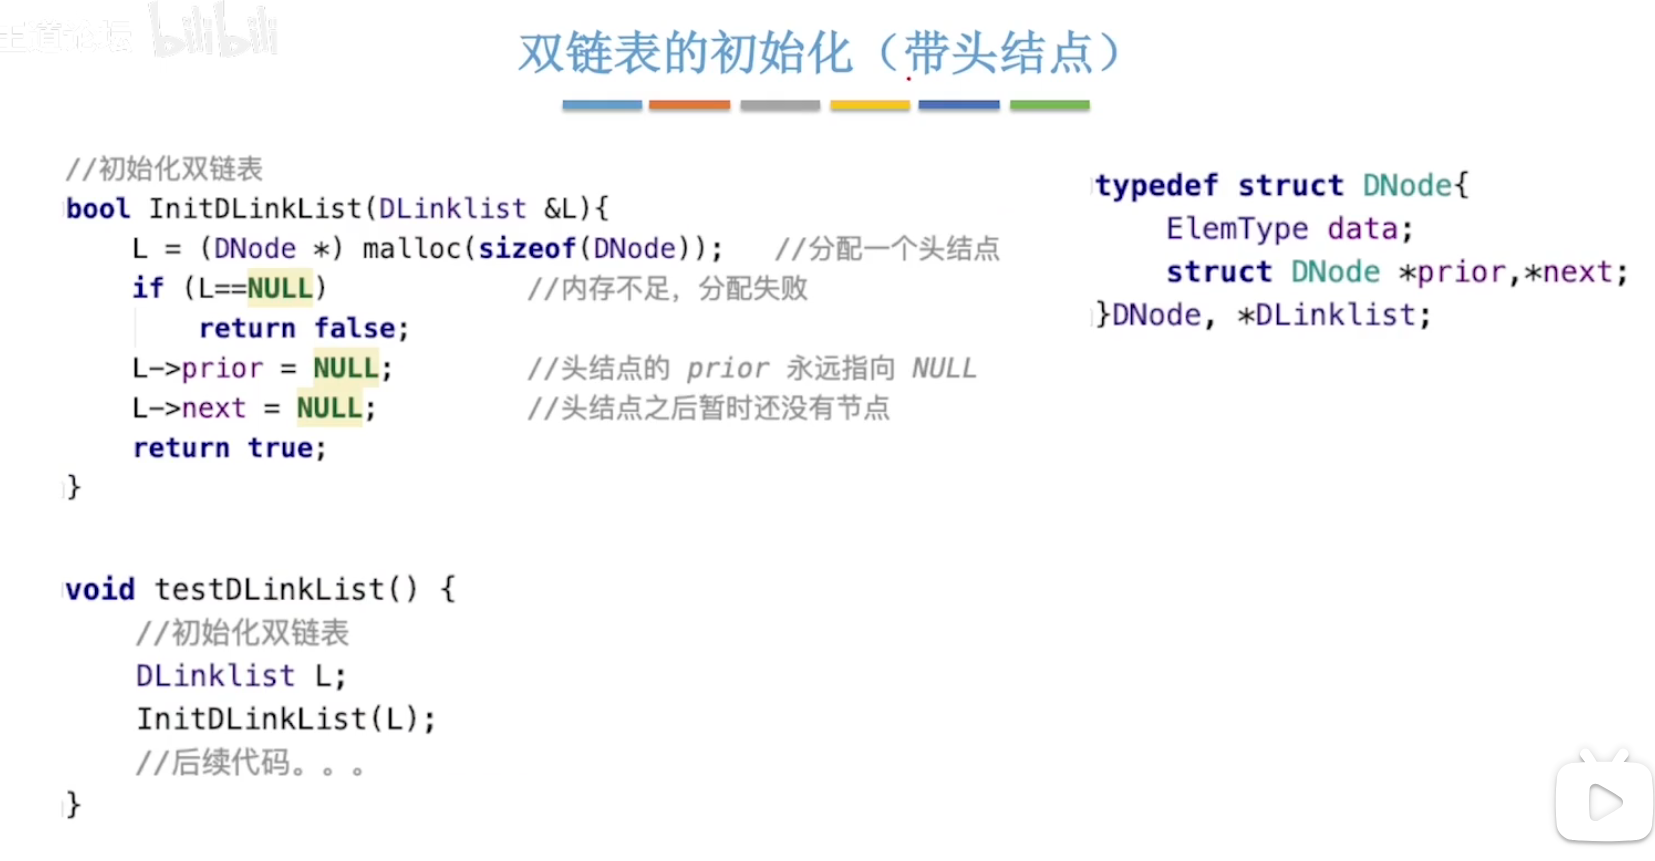 王道论坛 bilibili
双链表的初始化（带头结点）
//初始化双链表
bool InitDLinkList(DLinklist &L){
    L = (DNode *) malloc(sizeof(DNode));   //分配一个头结点
    if (L==NULL)            //内存不足，分配失败
        return false;
    L->prior = NULL;        //头结点的 prior 永远指向 NULL
    L->next = NULL;         //头结点之后暂时还没有节点
    return true;
}
void testDLinkList() {
    //初始化双链表
    DLinklist L;
    InitDLinkList(L);
    //后续代码。。。
}
typedef struct DNode{
    ElemType data;
    struct DNode *prior,*next;
}DNode, *DLinklist;